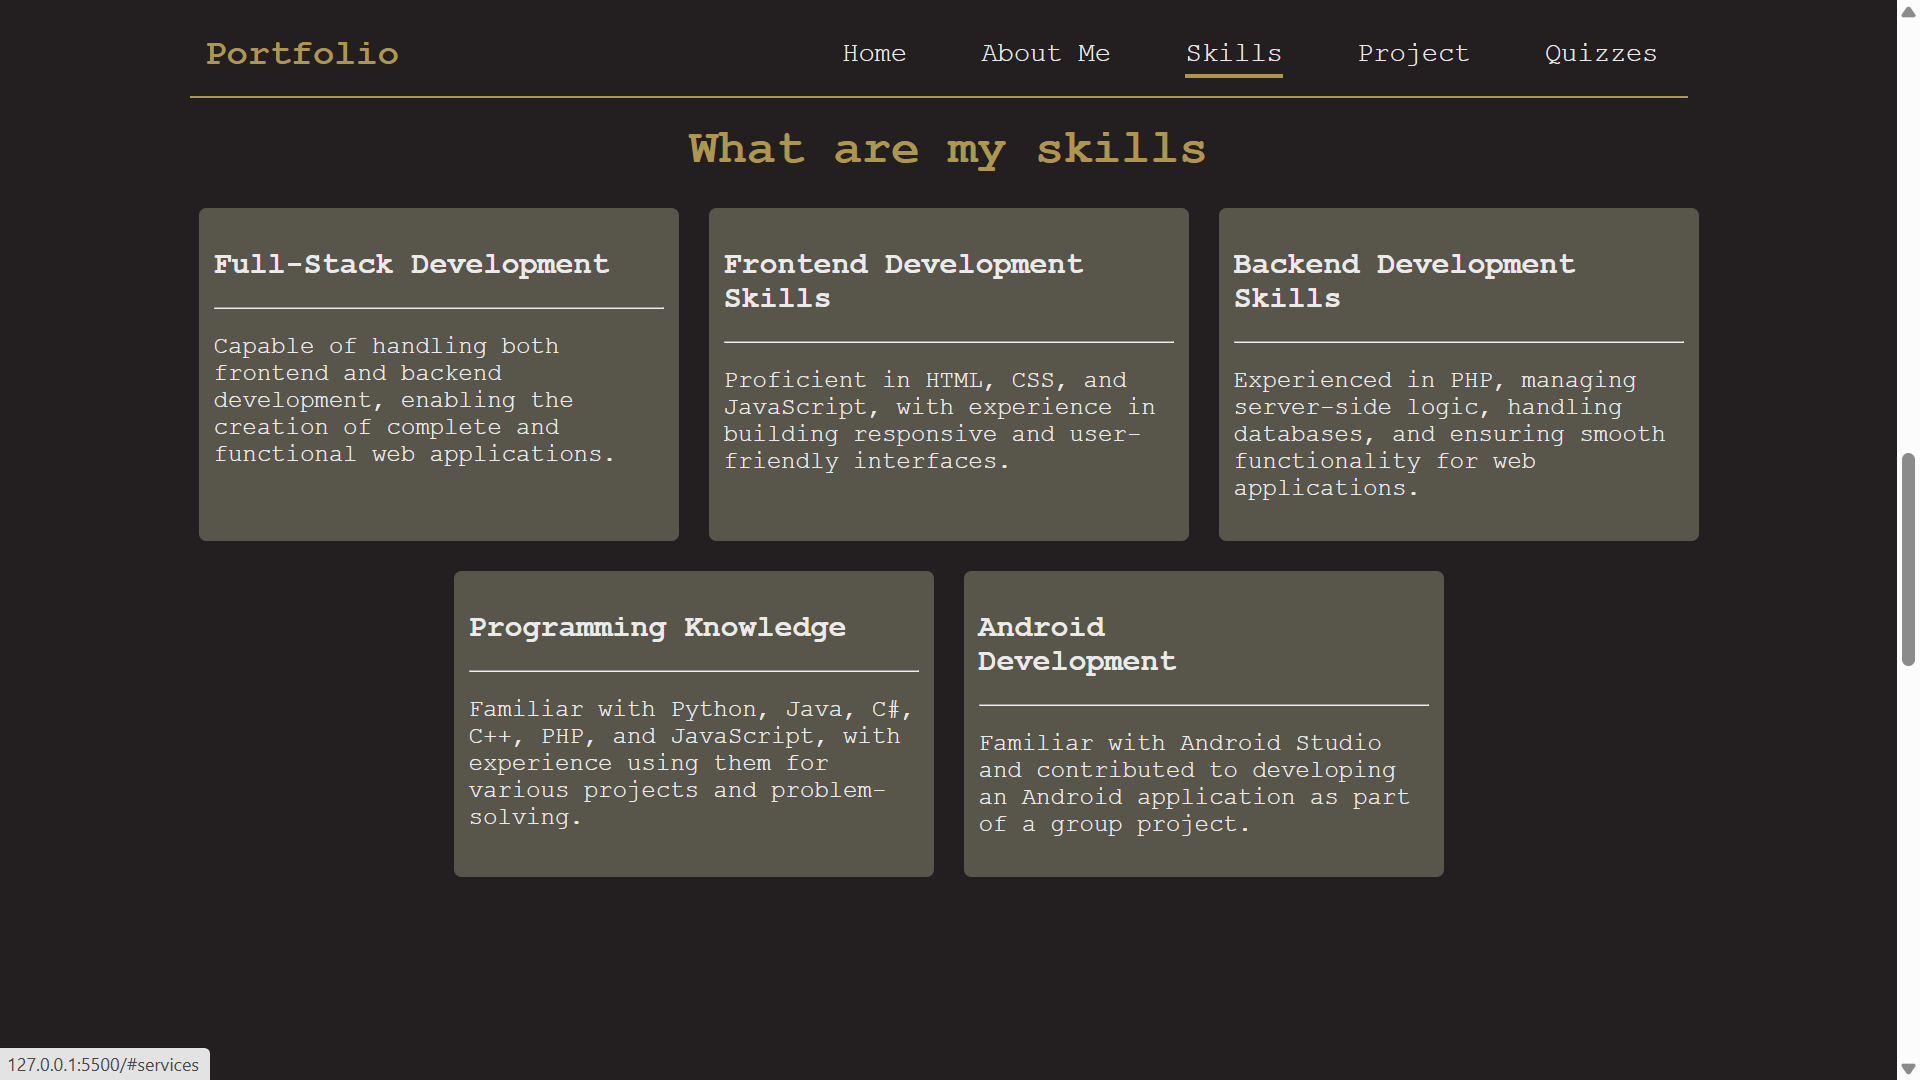 Portfolio
Home
About Me
Skills
Project
Quizzes
What are my skills
Full-Stack Development
Capable of handling both
frontend and backend
development, enabling the
creation of complete and
functional web applications.
Frontend Development
Skills
Proficient in HTML, CSS, and
JavaScript, with experience in
building responsive and user-
friendly interfaces.
Backend Development
Skills
Experienced in PHP, managing
server-side logic, handling
databases, and ensuring smooth
functionality for web
applications.
Programming Knowledge
Familiar with Python, Java, C#,
C++, PHP, and JavaScript, with
experience using them for
various projects and problem-
solving.
Android
Development
Familiar with Android Studio
and contributed to developing
an Android application as part
of a group project.
127.0.0.1:5500/#services